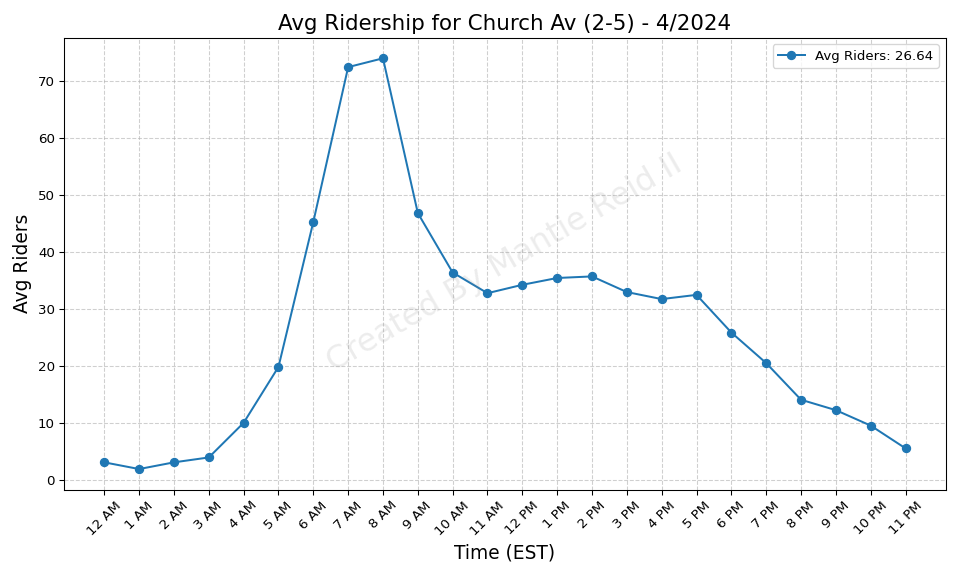 Avg Ridership for Church Av (2-5) - 4/2024
Avg Riders: 26.64
Avg Riders
70
60
50
40
30
20
10
0
Created By Mantie Reid II
12 AM
1 AM
2 AM
3 AM
4 AM
5 AM
6 AM
7 AM
8 AM
9 AM
10 AM
11 AM
12 PM
1 PM
2 PM
3 PM
4 PM
5 PM
6 PM
7 PM
8 PM
9 PM
10 PM
11 PM
Time (EST)